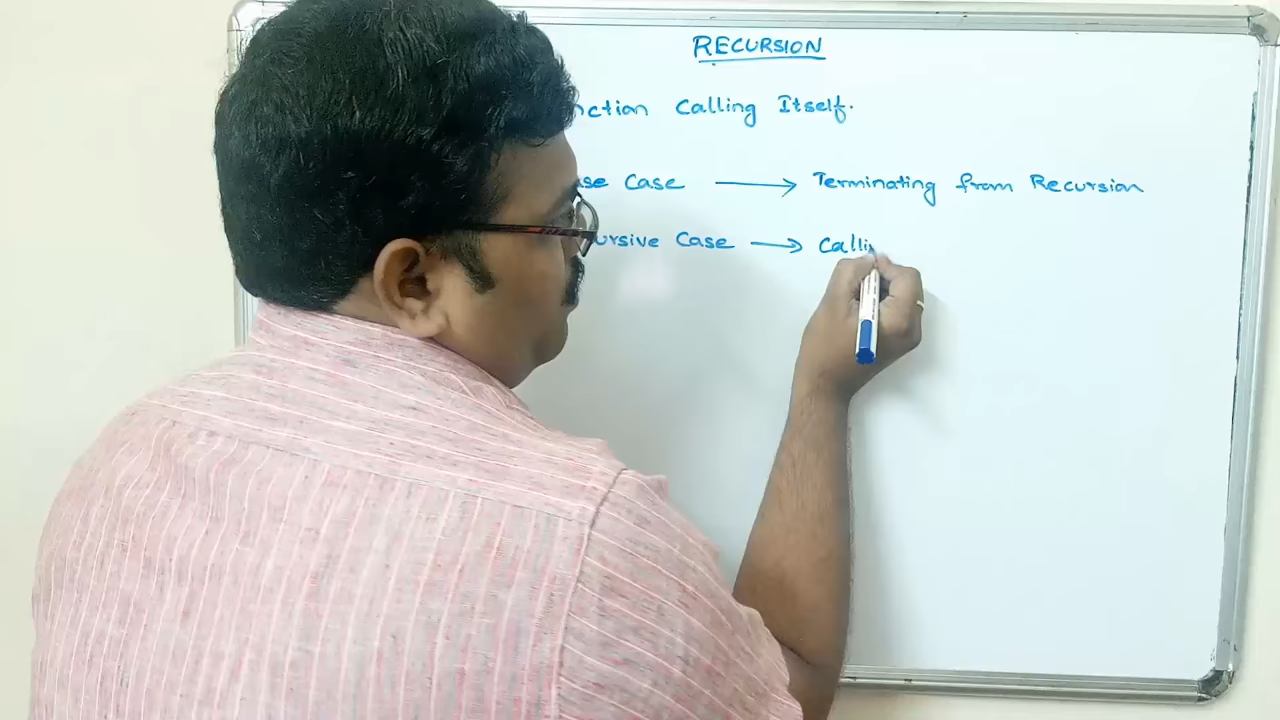 RECURSION
nction Calling Itself.
se Case → Terminating from Recursion
ursive Case → Calli